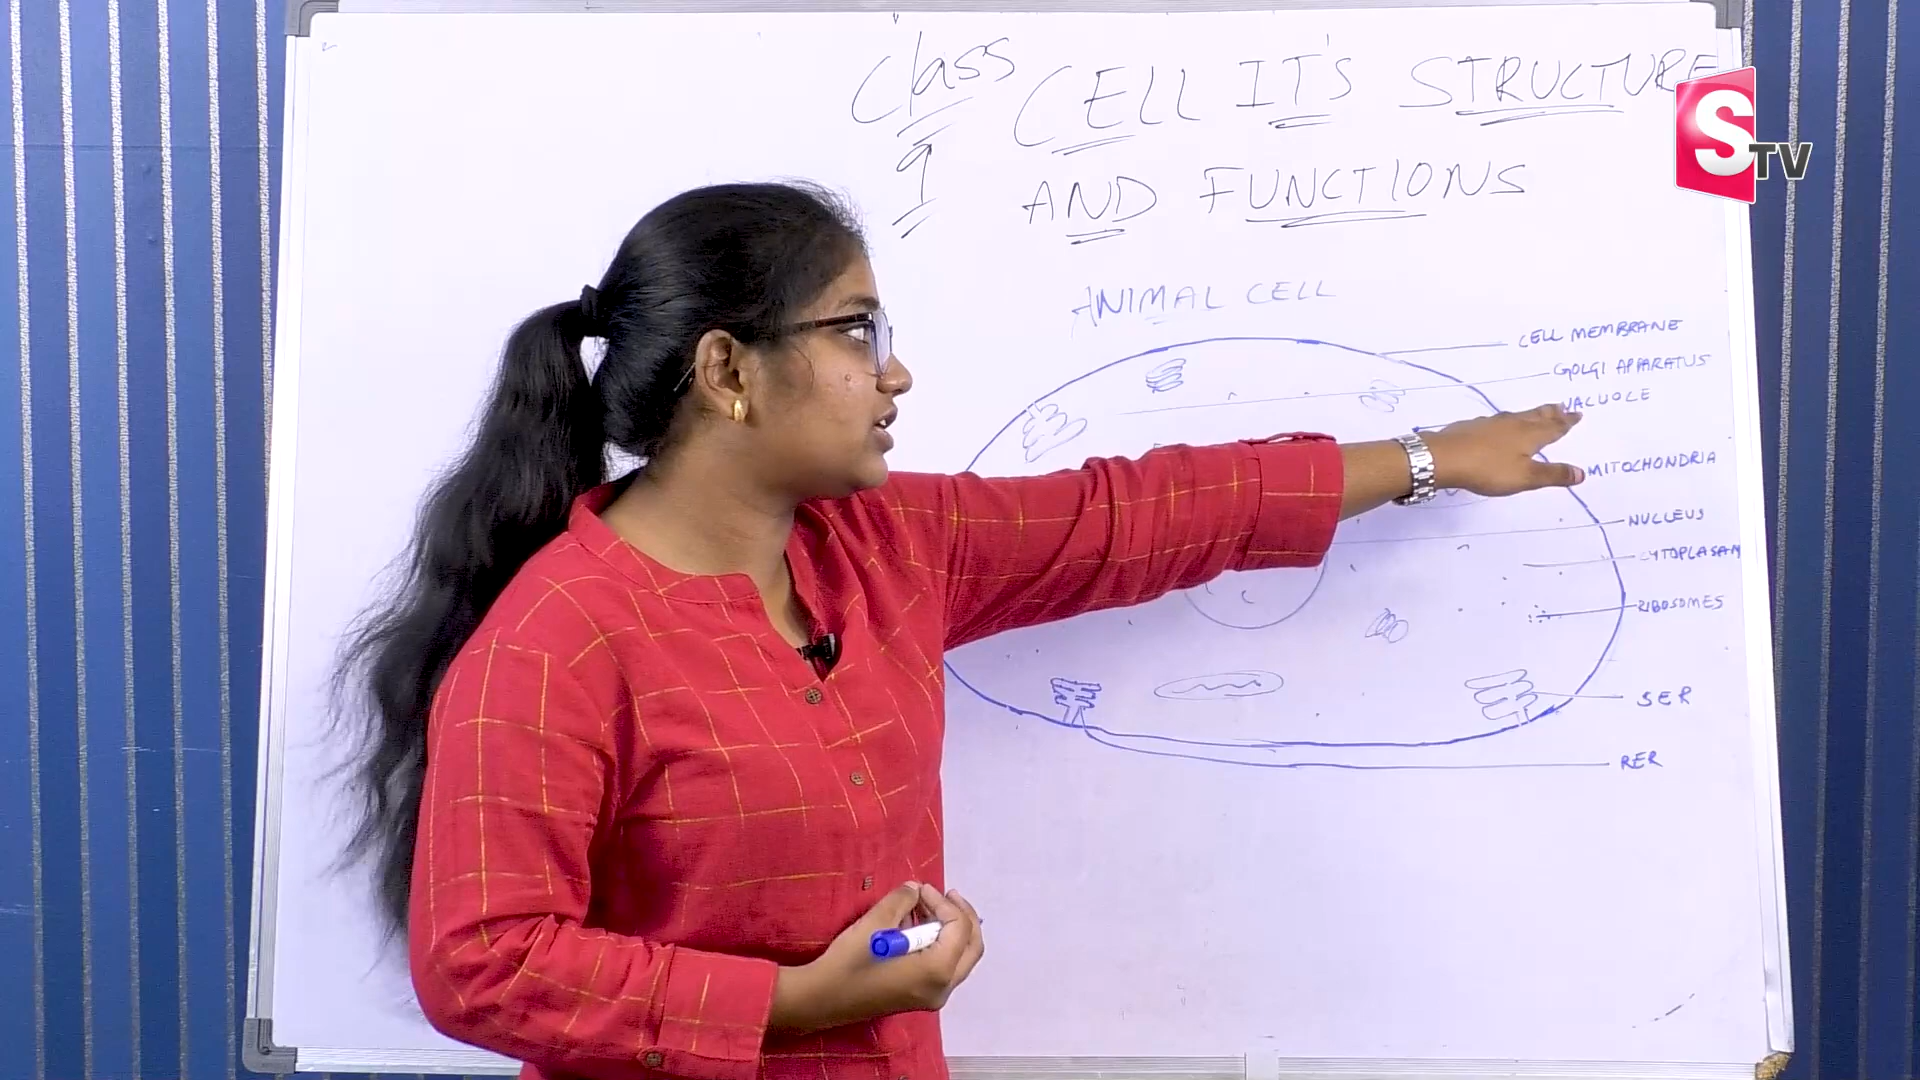 Class
9
CELL IT'S STRUCTURE
AND FUNCTIONS
STV
ANIMAL CELL
CELL MEMBRANE
GOLGI APPARATUS
VACUOLE
MITOCHONDRIA
NUCLEUS
CYTOPLASAM
RIBOSOMES
SER
RER